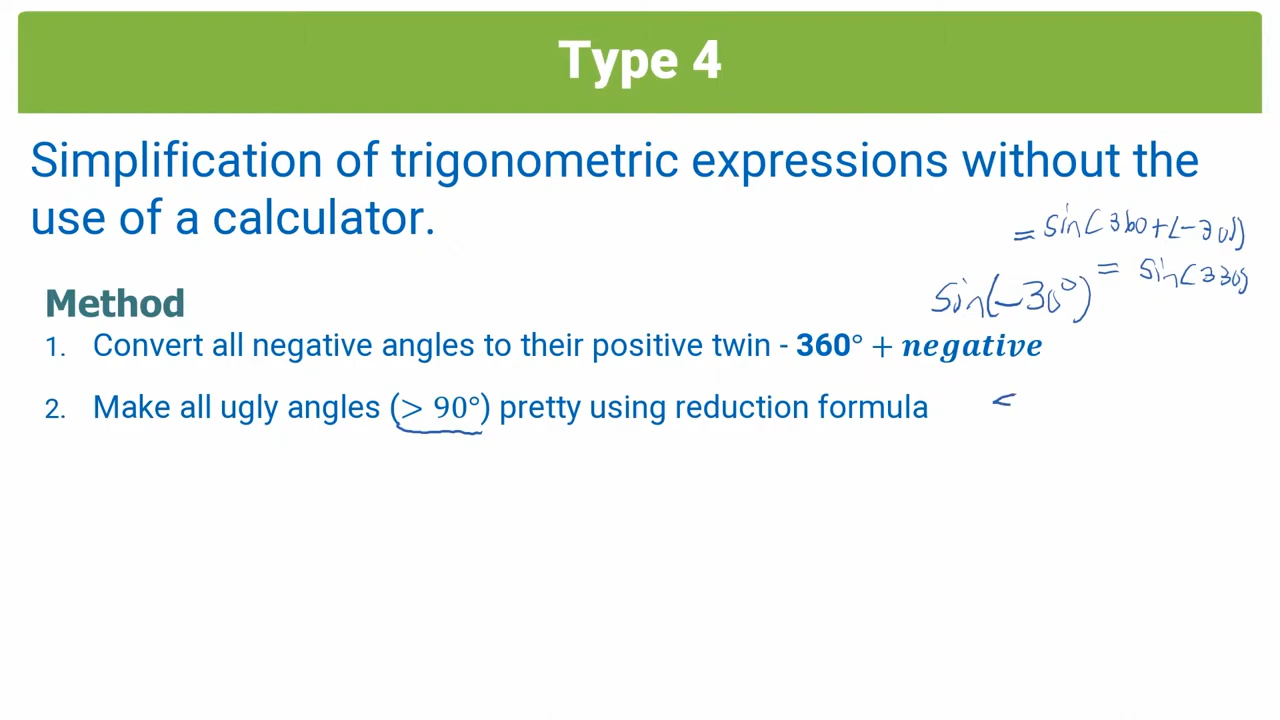 Type 4
Simplification of trigonometric expressions without the
use of a calculator.
= sin(360+(-30))
sin(-30°) = sin(330)
Method
1. Convert all negative angles to their positive twin - 360° + negative
2. Make all ugly angles (> 90°) pretty using reduction formula <